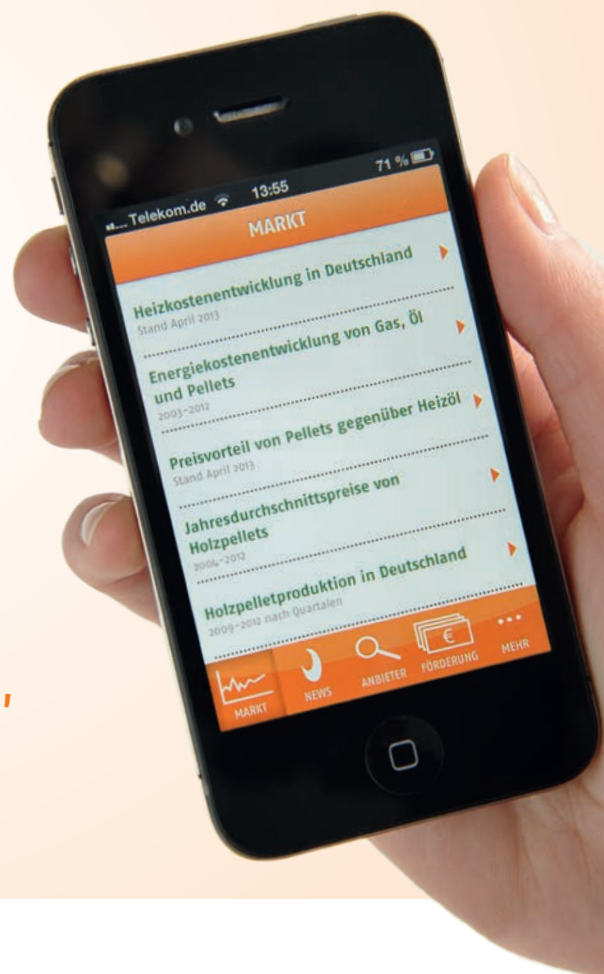 Telekom.de 13:55 71 %
MARKT
Heizkostenentwicklung in Deutschland
Stand April 2013
Energiekostenentwicklung von Gas, Öl
und Pellets
2003–2012
Preisvorteil von Pellets gegenüber Heizöl
Stand April 2013
Jahresdurchschnittspreise von
Holzpellets
2004–2012
Holzpelletproduktion in Deutschland
2009–2012 nach Quartalen
€
MARKT NEWS ANBIETER FÖRDERUNG MEHR